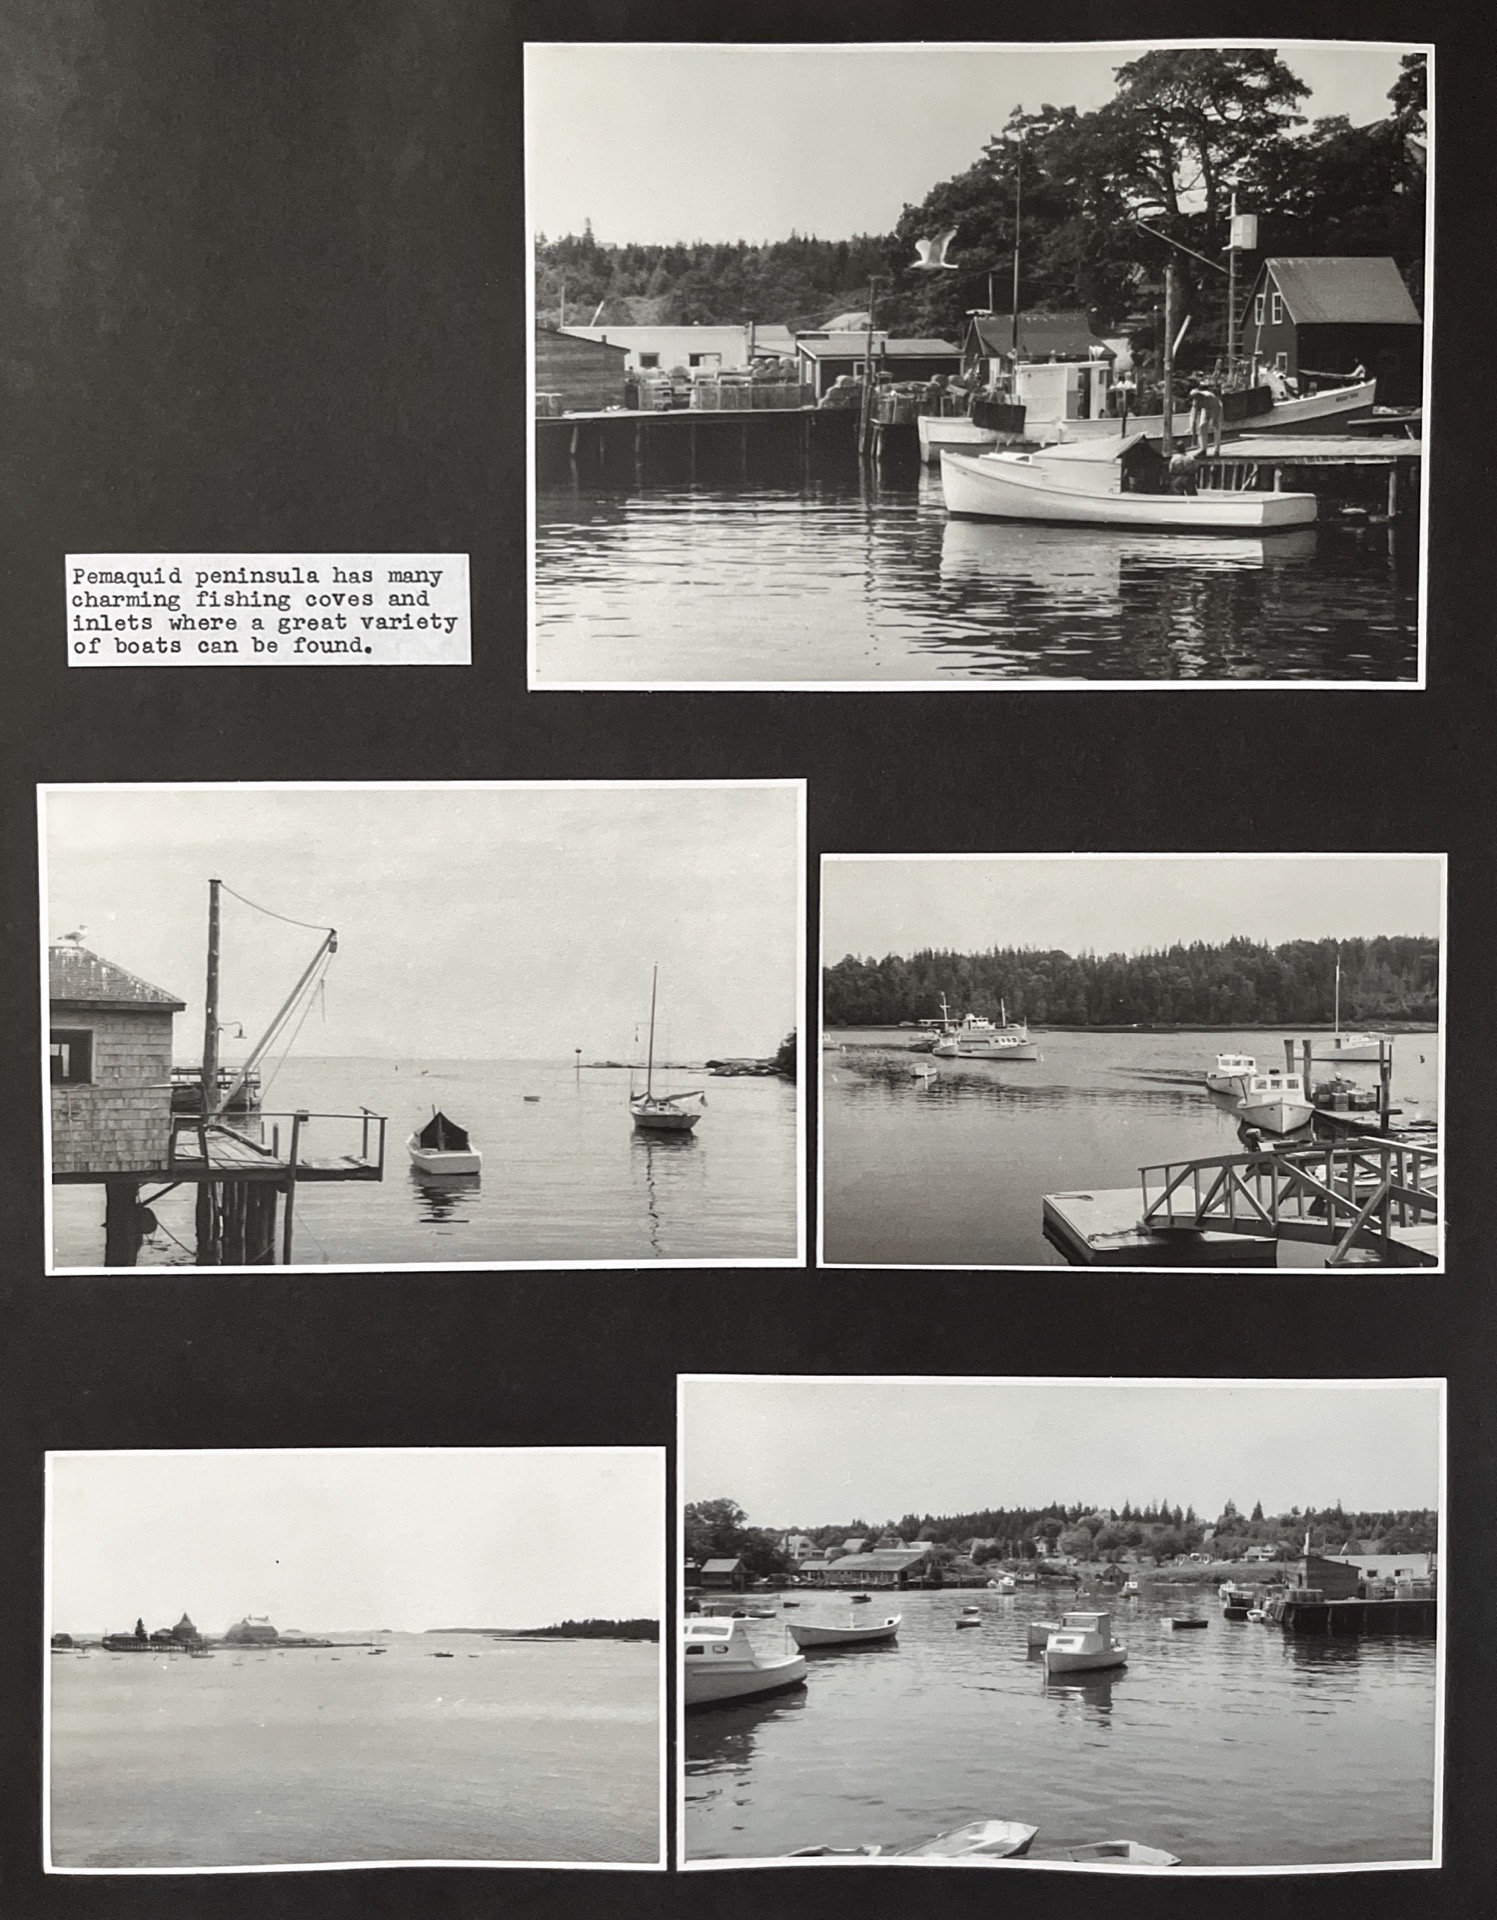 Pemaquid peninsula has many
charming fishing coves and
inlets where a great variety
of boats can be found.